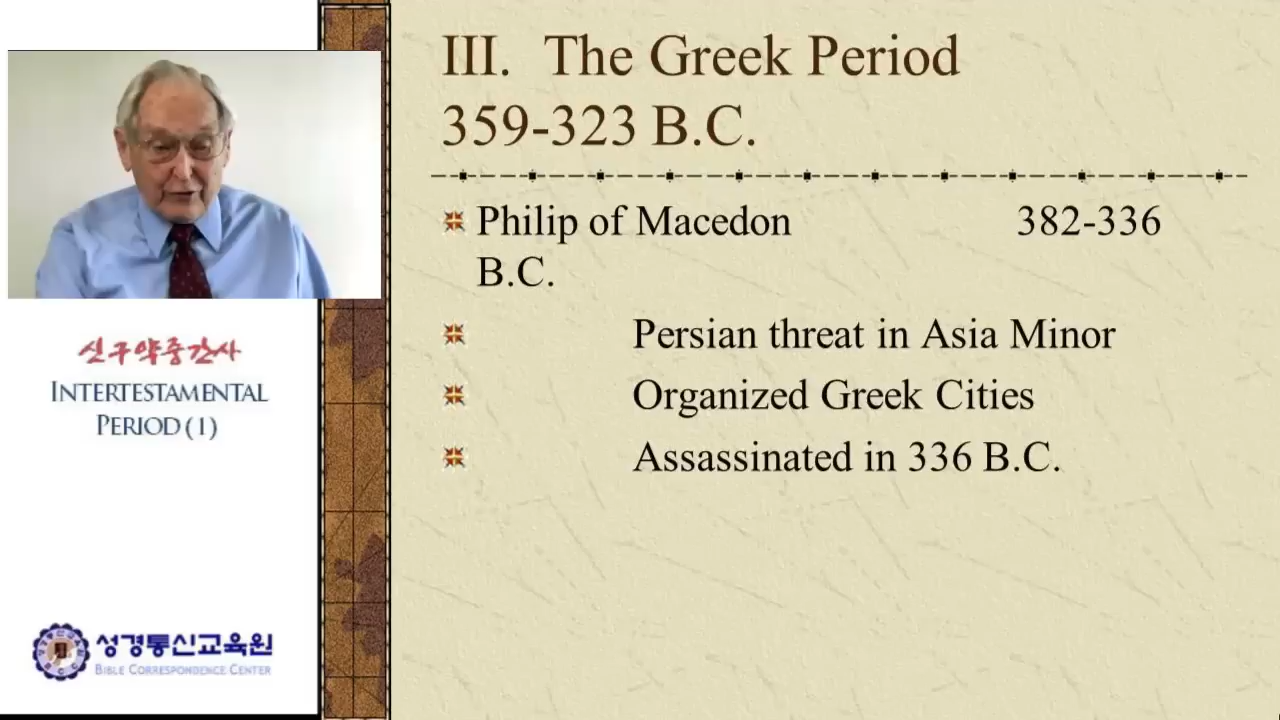 III. The Greek Period
359-323 B.C.
Philip of Macedon 382-336
B.C.
Persian threat in Asia Minor
Organized Greek Cities
Assassinated in 336 B.C.
신구약중간사
INTERTESTAMENTAL
PERIOD (1)
성경통신교육원
BIBLE CORRESPONDENCE CENTER